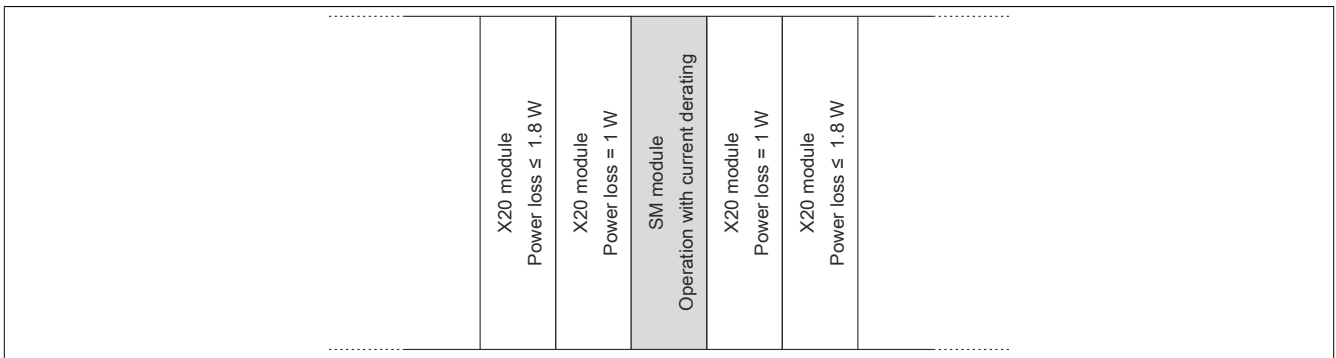 X20 module
Power loss ≤ 1.8 W
X20 module
Power loss = 1 W
SM module
Operation with current derating
X20 module
Power loss = 1 W
X20 module
Power loss ≤ 1.8 W